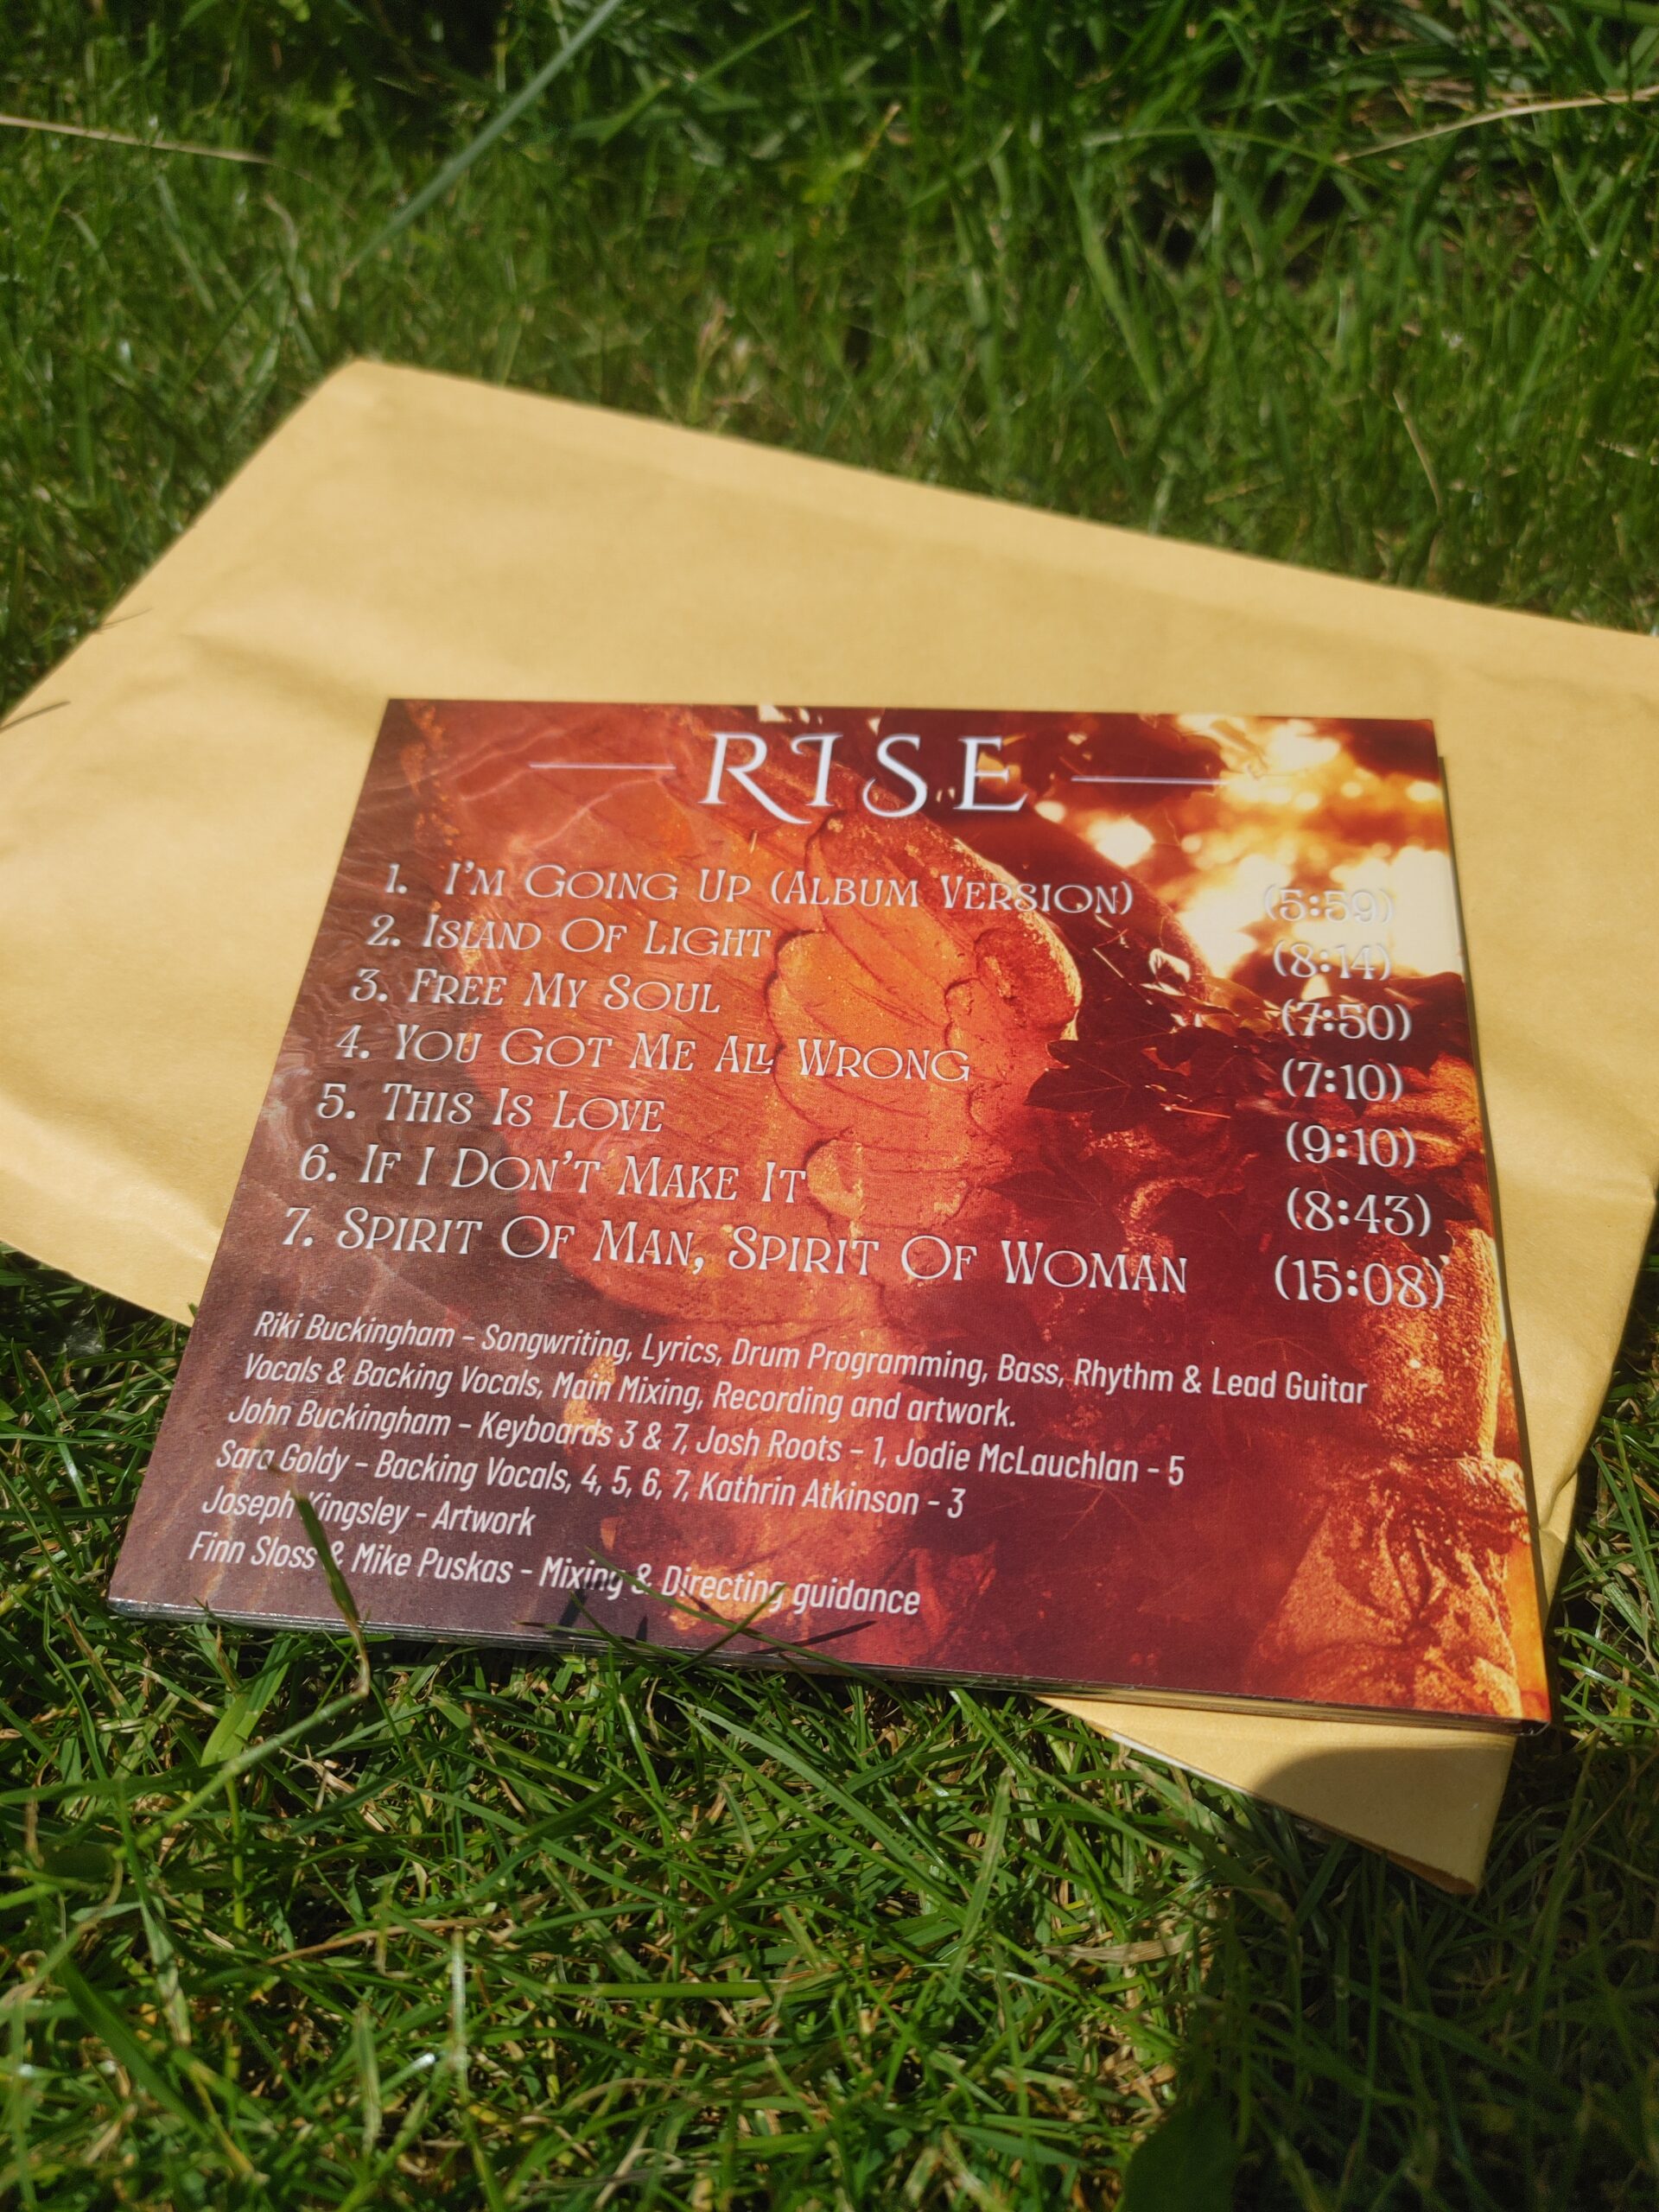 RISE
1. I'M GOING UP (ALBUM VERSION) (5:59)
2. ISLAND OF LIGHT (8:14)
3. FREE MY SOUL (7:50)
4. YOU GOT ME ALL WRONG (7:10)
5. THIS IS LOVE (9:10)
6. IF I DON'T MAKE IT (8:43)
7. SPIRIT OF MAN, SPIRIT OF WOMAN (15:08)
Riki Buckingham – Songwriting, Lyrics, Drum Programming, Bass, Rhythm & Lead Guitar
Vocals & Backing Vocals, Main Mixing, Recording and artwork.
John Buckingham – Keyboards 3 & 7, Josh Roots – 1, Jodie McLauchlan - 5
Sara Goldy – Backing Vocals, 4, 5, 6, 7, Kathrin Atkinson - 3
Joseph Kingsley - Artwork
Finn Sloss & Mike Puskas - Mixing & Directing guidance